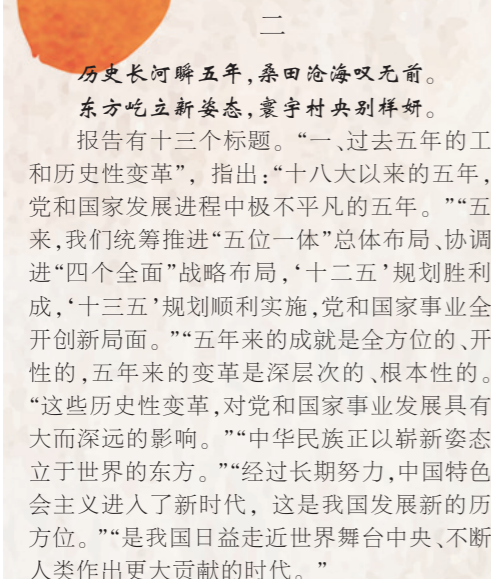 二
历史长河瞬五年,桑田沧海叹无前。
东方屹立新姿态,寰宇村央别样妍。
报告有十三个标题。“一、过去五年的工
和历史性变革”，指出:“十八大以来的五年,
党和国家发展进程中极不平凡的五年。”“五
来,我们统筹推进“五位一体”总体布局、协调
进“四个全面”战略布局,‘十二五’规划胜利
成,‘十三五’规划顺利实施,党和国家事业全
开创新局面。”“五年来的成就是全方位的、开
性的,五年来的变革是深层次的、根本性的。
“这些历史性变革,对党和国家事业发展具有
大而深远的影响。”“中华民族正以崭新姿态
立于世界的东方。”“经过长期努力,中国特色
会主义进入了新时代，这是我国发展新的历
方位。”“是我国日益走近世界舞台中央、不断
人类作出更大贡献的时代。”